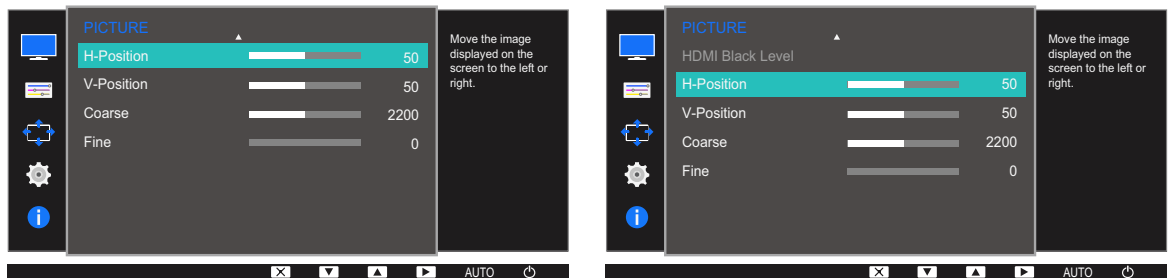 PICTURE
H-Position 50
V-Position 50
Coarse 2200
Fine 0
Move the image
displayed on the
screen to the left or
right.
AUTO
PICTURE
HDMI Black Level
H-Position 50
V-Position 50
Coarse 2200
Fine 0
Move the image
displayed on the
screen to the left or
right.
AUTO